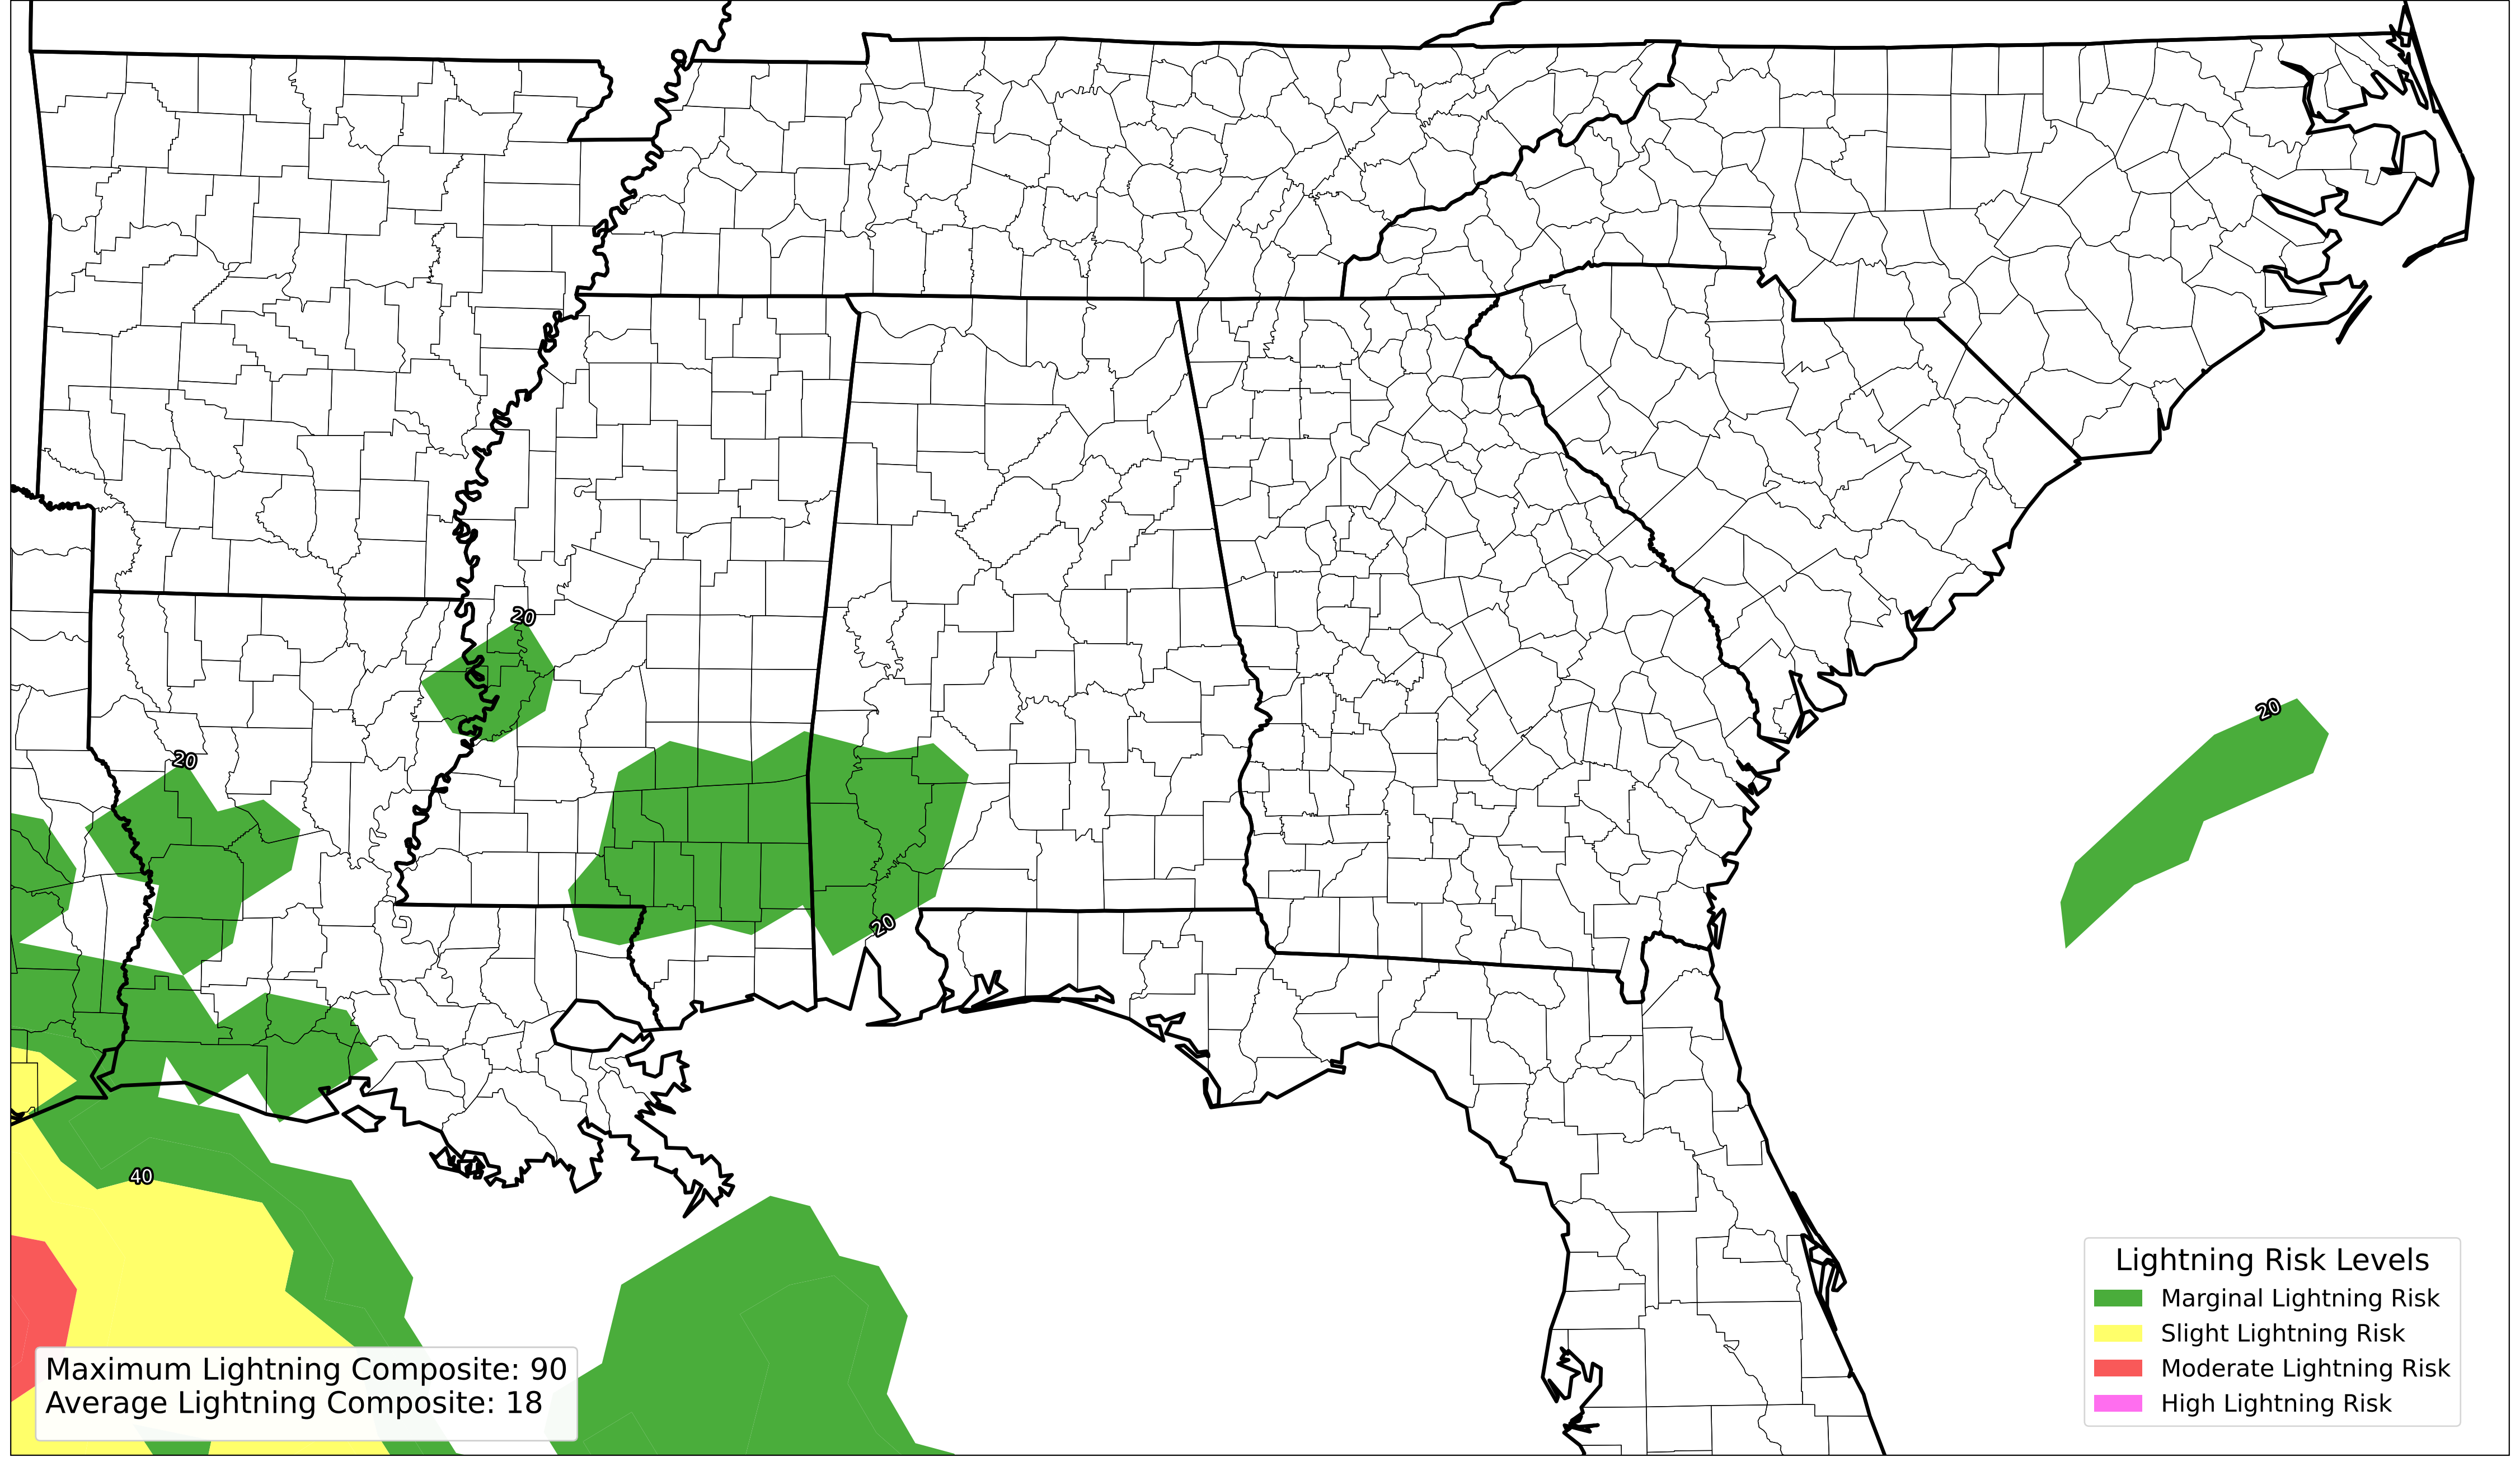 20
20
20
20
40
Lightning Risk Levels
Marginal Lightning Risk
Slight Lightning Risk
Moderate Lightning Risk
High Lightning Risk
Maximum Lightning Composite: 90
Average Lightning Composite: 18